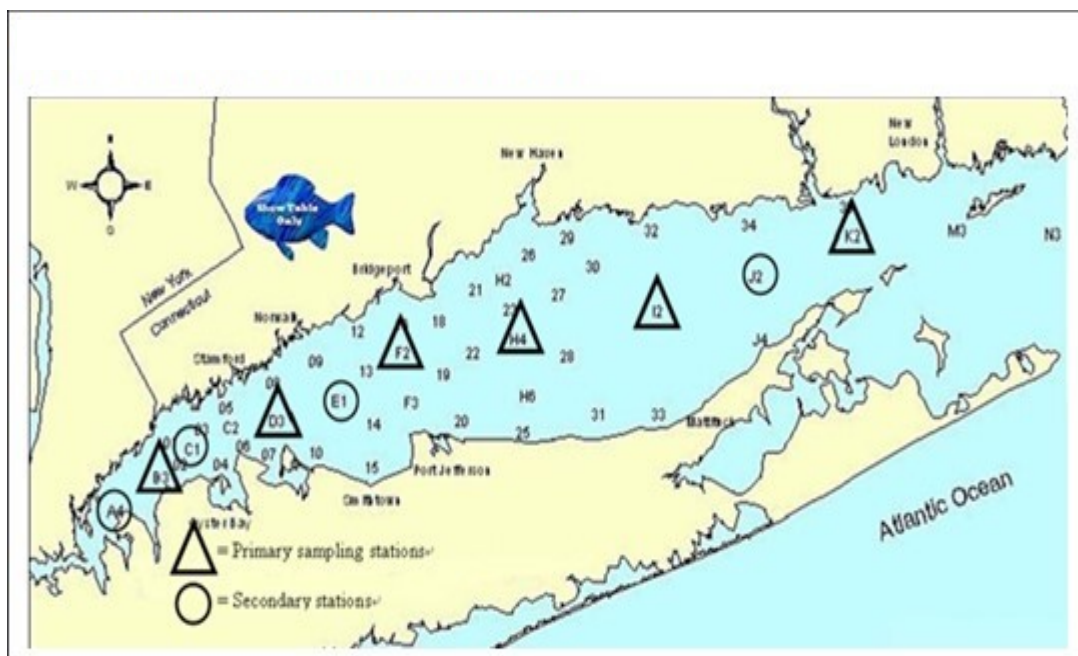 New London
New Haven
34
K2
M3
N3
W
E
Show Table
Only
29
32
26
30
J2
Bridgeport
H2
21
27
New York
Connecticut
I2
Norwalk
12
18
F2
H4
J4
Stamford
09
13
22
28
19
E1
F3
H6
05
08
D3
C2
14
20
31
33
Mattituck
25
C1
06
07
10
04
15
Port Jefferson
B3
Smithtown
A4
Oyster Bay
Atlantic Ocean
= Primary sampling stations
= Secondary stations